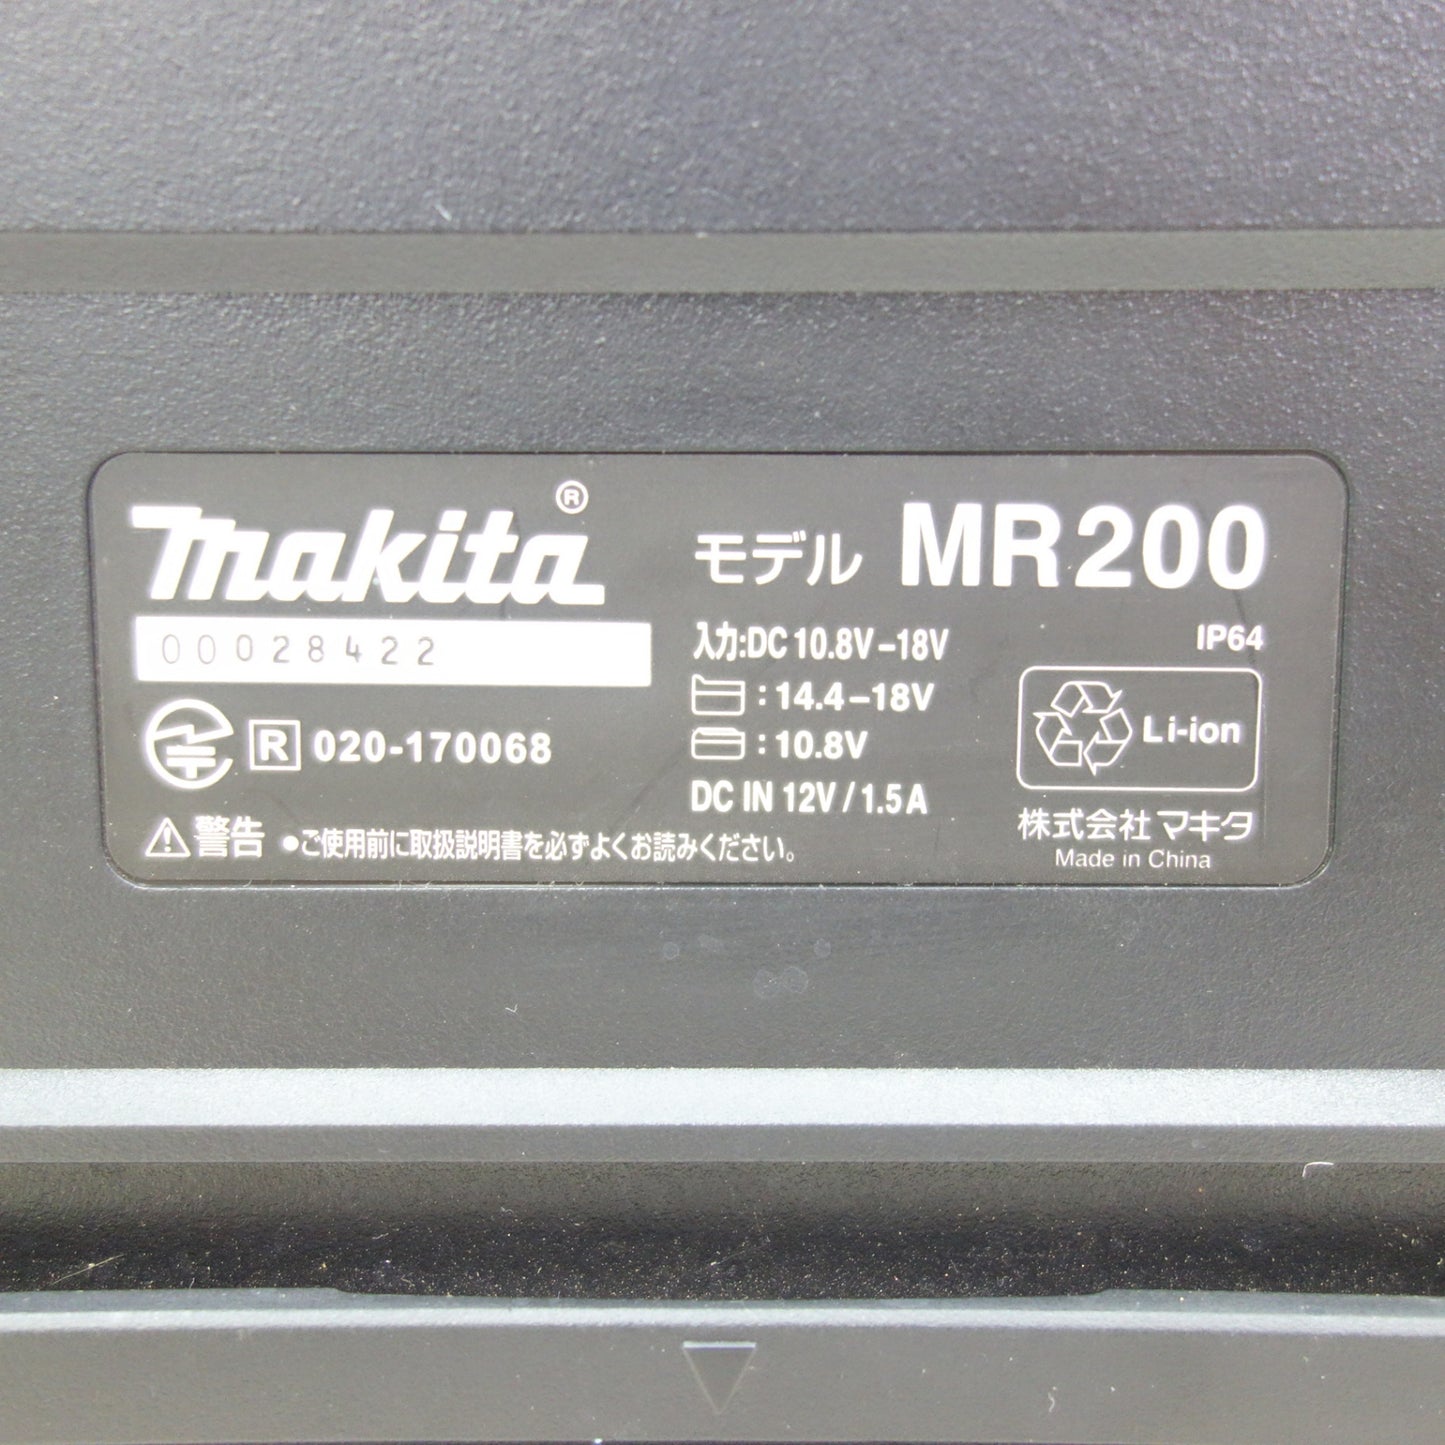 makita®
00028422
R 020-170068
⚠警告 ●ご使用前に取扱説明書を必ずよくお読みください。
モデル MR200
入力:DC 10.8V-18V
:14.4-18V
:10.8V
DC IN 12V/1.5A
IP64
Li-ion
株式会社 マキタ
Made in China